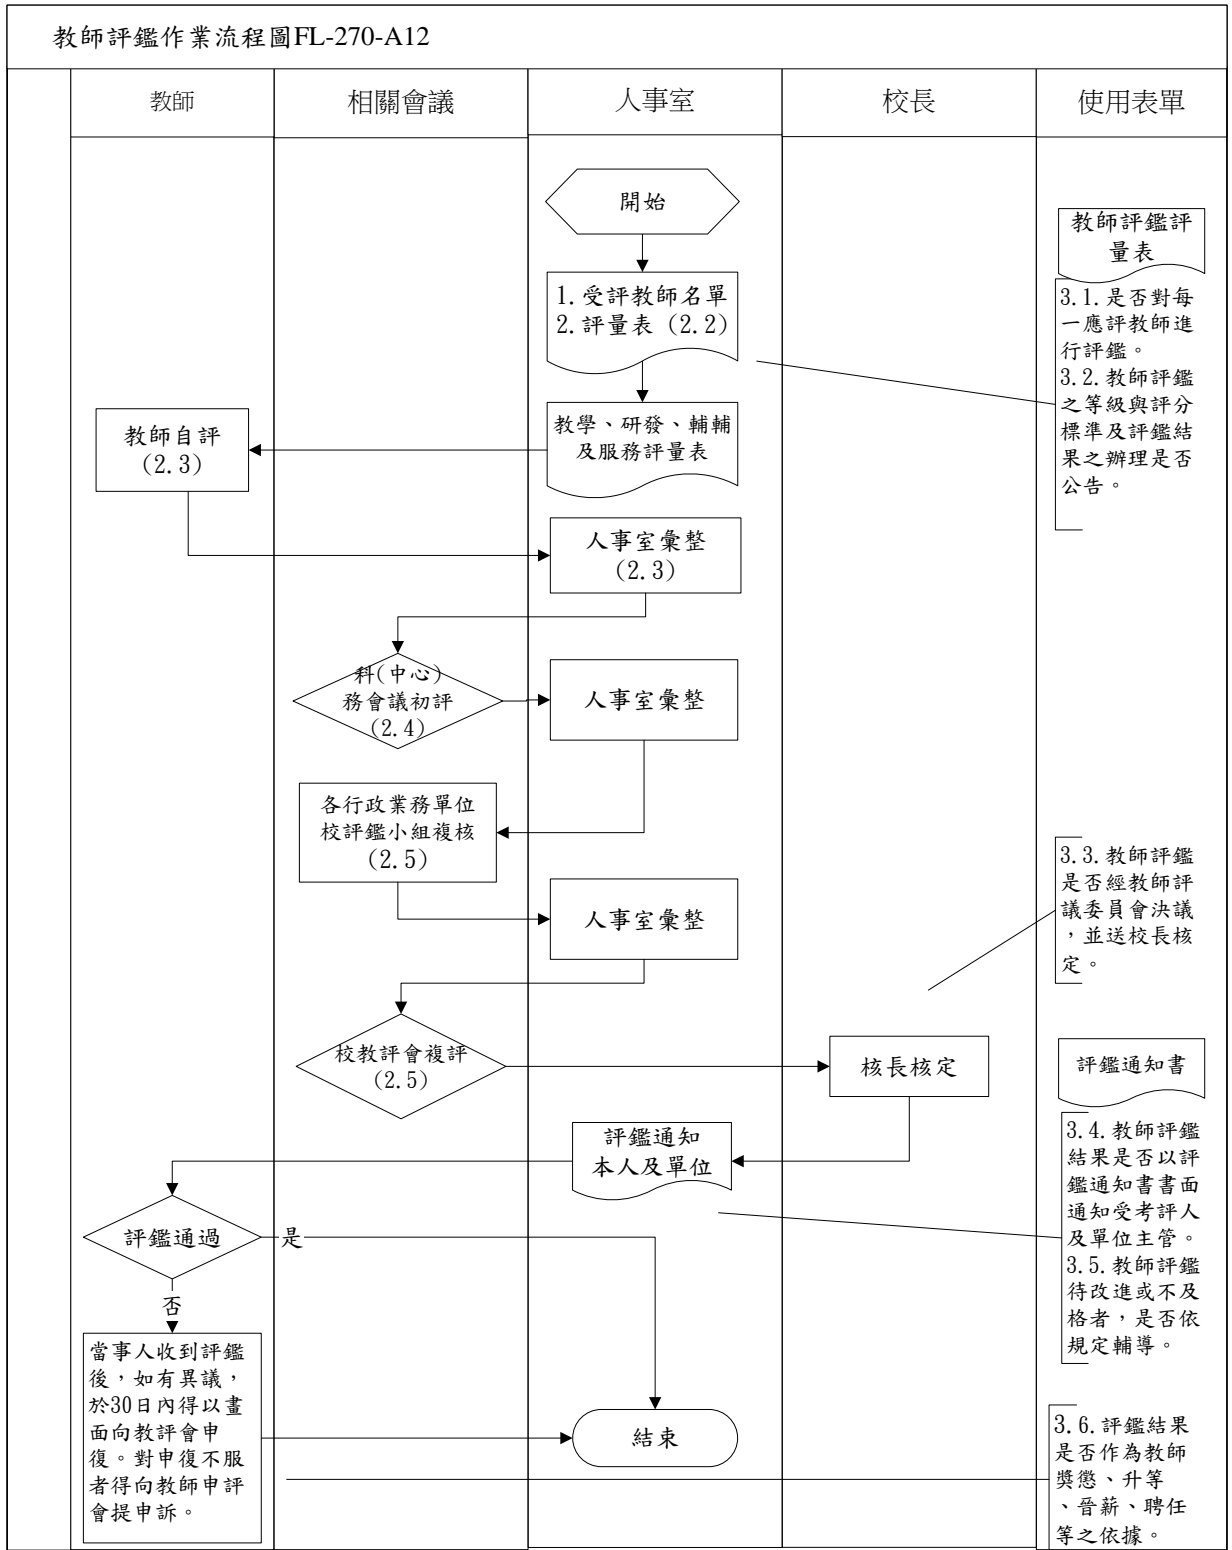 教師評鑑作業流程圖FL-270-A12
教師
相關會議
人事室
校長
使用表單
開始
1.受評教師名單
2.評量表（2.2）
教師評鑑評
量表
3.1.是否對每
一應評教師進
行評鑑。
3.2.教師評鑑
之等級與評分
標準及評鑑結
果之辦理是否
公告。
教學、研發、輔輔
及服務評量表
教師自評
（2.3）
人事室彙整
（2.3）
科(中心)
務會議初評
（2.4）
人事室彙整
各行政業務單位
校評鑑小組複核
（2.5）
人事室彙整
3.3.教師評鑑
是否經教師評
議委員會決議
，並送校長核
定。
校教評會複評
（2.5）
核長核定
評鑑通知書
評鑑通知
本人及單位
3.4.教師評鑑
結果是否以評
鑑通知書書面
通知受考評人
及單位主管。
3.5.教師評鑑
待改進或不及
格者，是否依
規定輔導。
評鑑通過
是
否
當事人收到評鑑
後，如有異議，
於30日內得以畫
面向教評會申
復。對申復不服
者得向教師申評
會提申訴。
結束
3.6.評鑑結果
是否作為教師
獎懲、升等
、晉薪、聘任
等之依據。